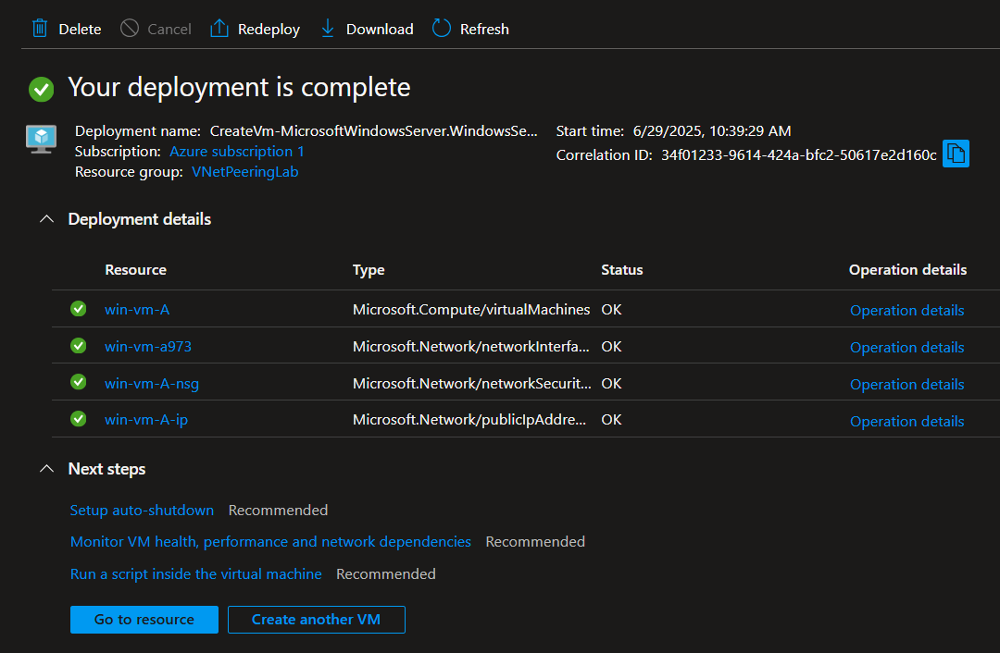 Delete Cancel Redeploy Download Refresh
Your deployment is complete
Deployment name: CreateVm-MicrosoftWindowsServer.WindowsSe... Start time: 6/29/2025, 10:39:29 AM
Subscription: Azure subscription 1 Correlation ID: 34f01233-9614-424a-bfc2-50617e2d160c
Resource group: VNetPeeringLab
Deployment details
Resource Type Status Operation details
win-vm-A Microsoft.Compute/virtualMachines OK Operation details
win-vm-a973 Microsoft.Network/networkInterfa... OK Operation details
win-vm-A-nsg Microsoft.Network/networkSecurit... OK Operation details
win-vm-A-ip Microsoft.Network/publicIpAddre... OK Operation details
Next steps
Setup auto-shutdown Recommended
Monitor VM health, performance and network dependencies Recommended
Run a script inside the virtual machine Recommended
Go to resource Create another VM